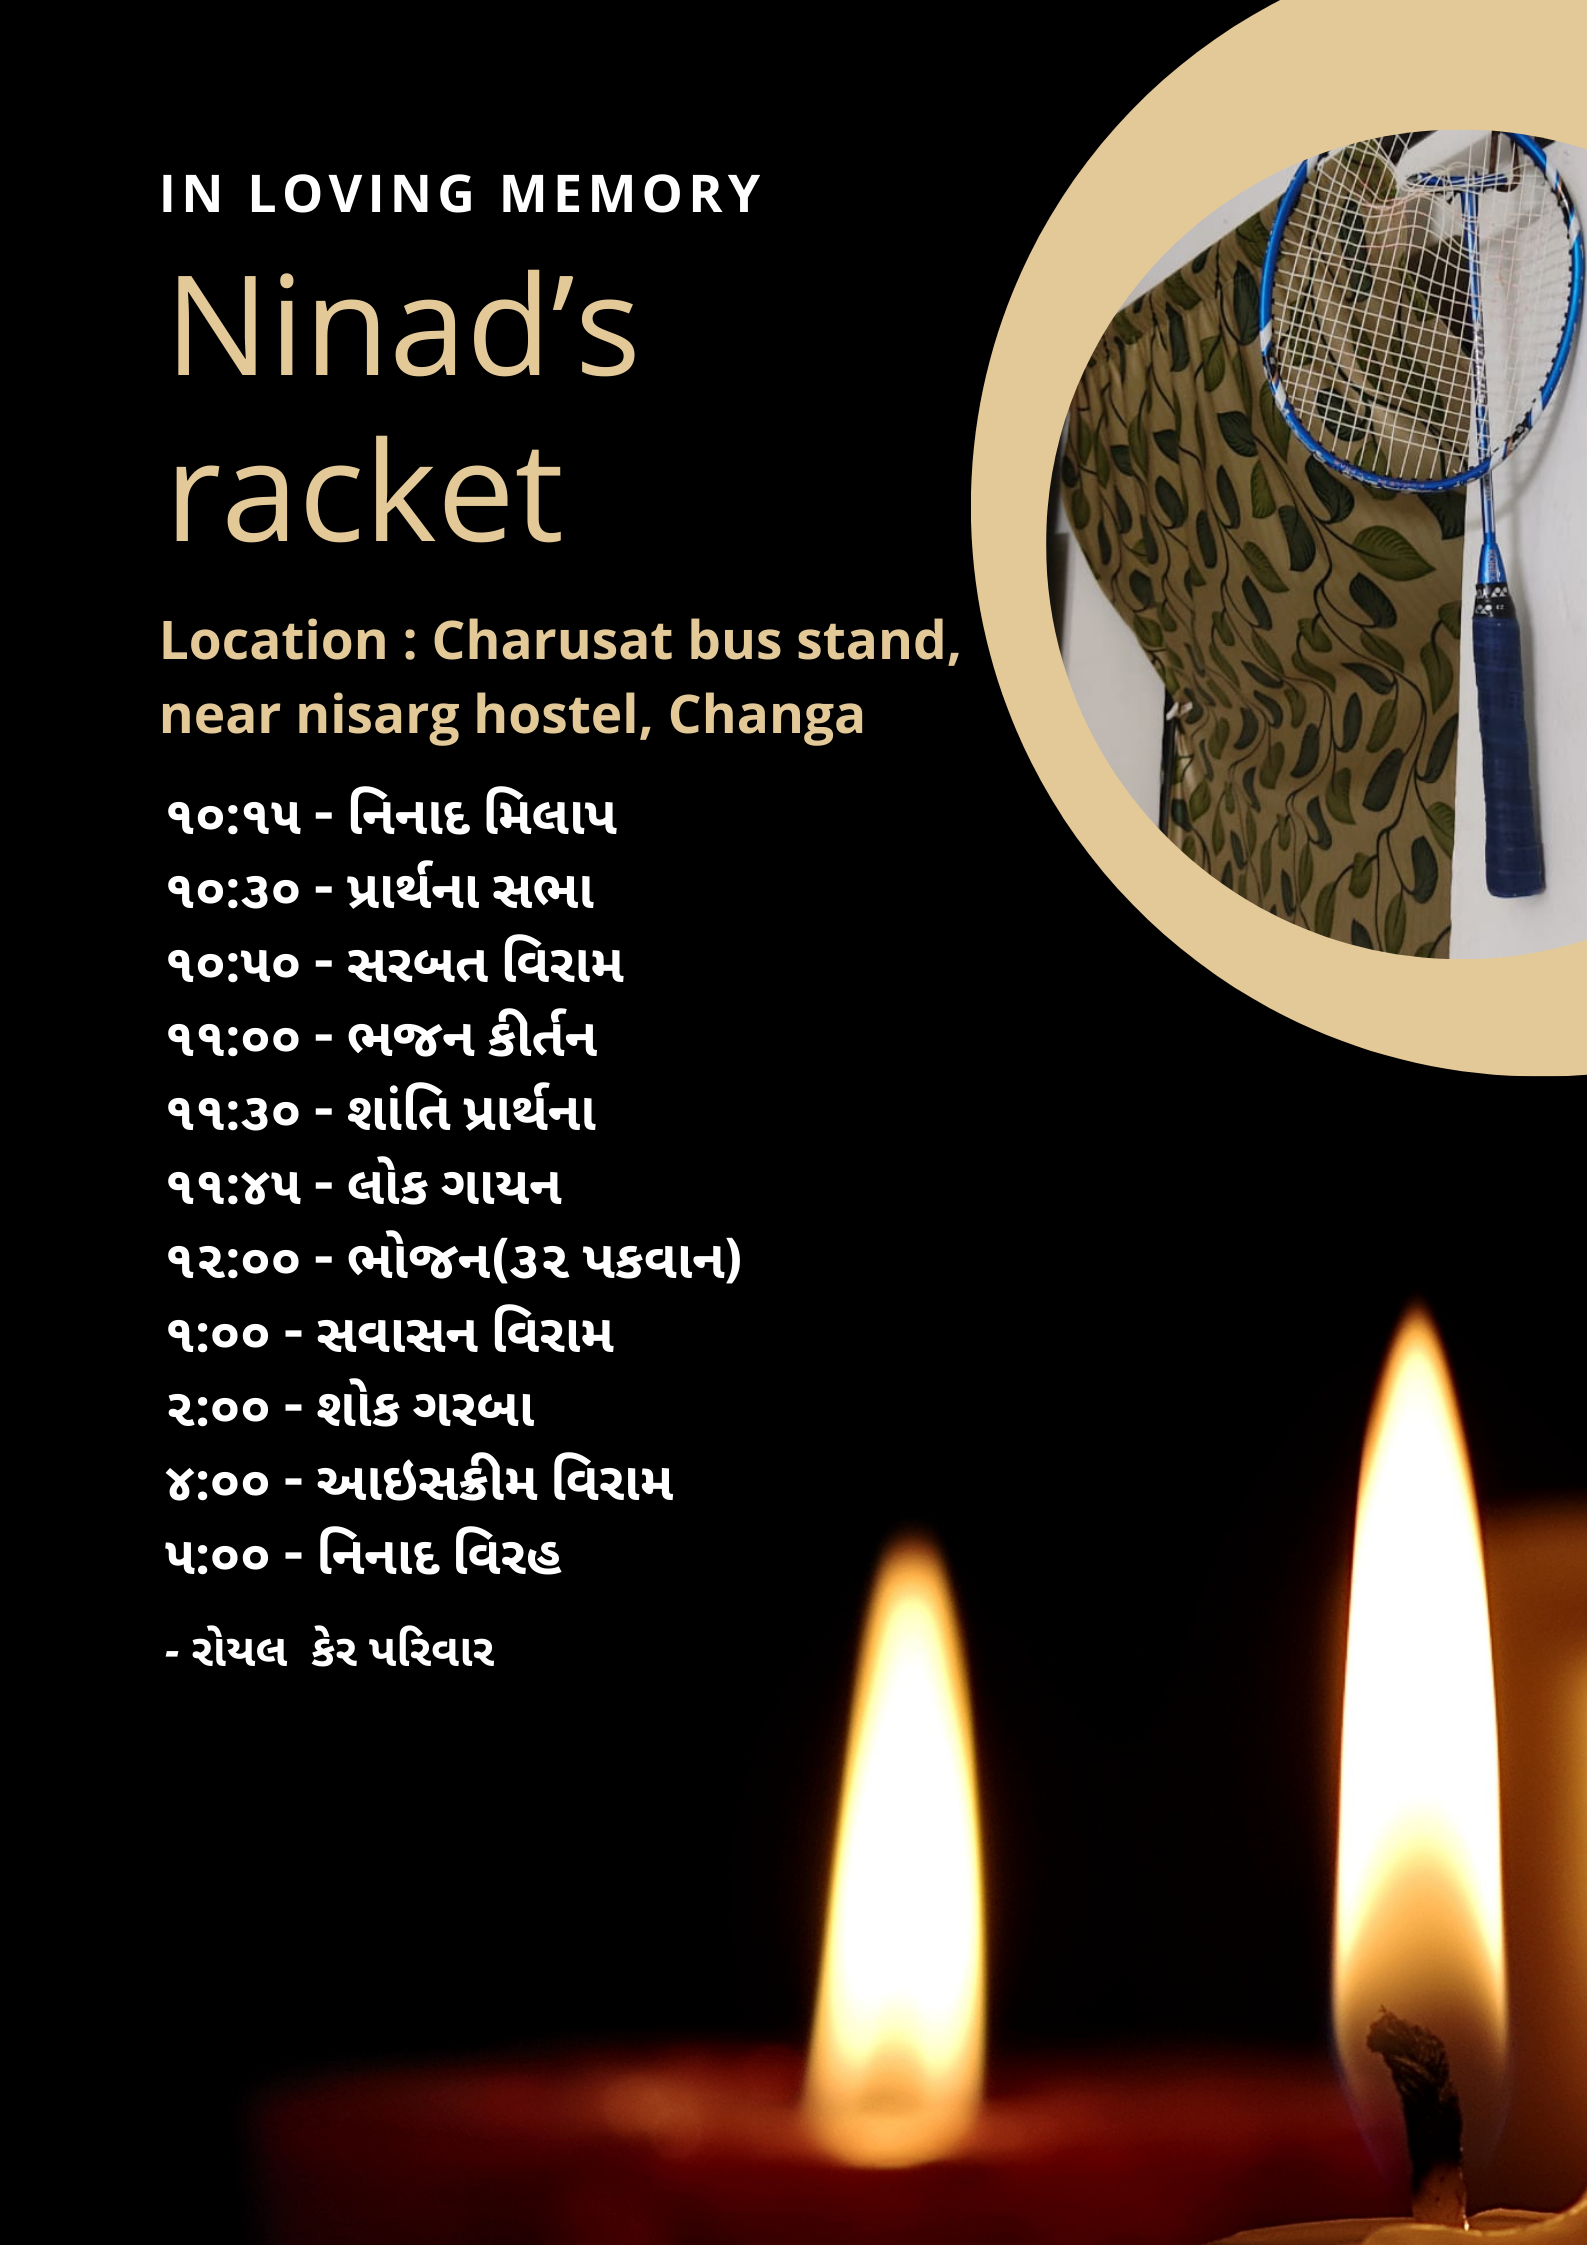 IN LOVING MEMORY
Ninad’s
racket
Location : Charusat bus stand,
near nisarg hostel, Changa
૧૦:૧૫ - નિનાદ મિલાપ
૧૦:૩૦ - પ્રાર્થના સભા
૧૦:૫૦ - સરબત વિરામ
૧૧:૦૦ - ભજન કીર્તન
૧૧:૩૦ - શાંતિ પ્રાર્થના
૧૧:૪૫ - લોક ગાયન
૧૨:૦૦ - ભોજન(૩૨ પકવાન)
૧:૦૦ - સવાસન વિરામ
૨:૦૦ - શોક ગરબા
૪:૦૦ - આઇસક્રીમ વિરામ
૫:૦૦ - નિનાદ વિરહ
- રોયલ કેર પરિવાર